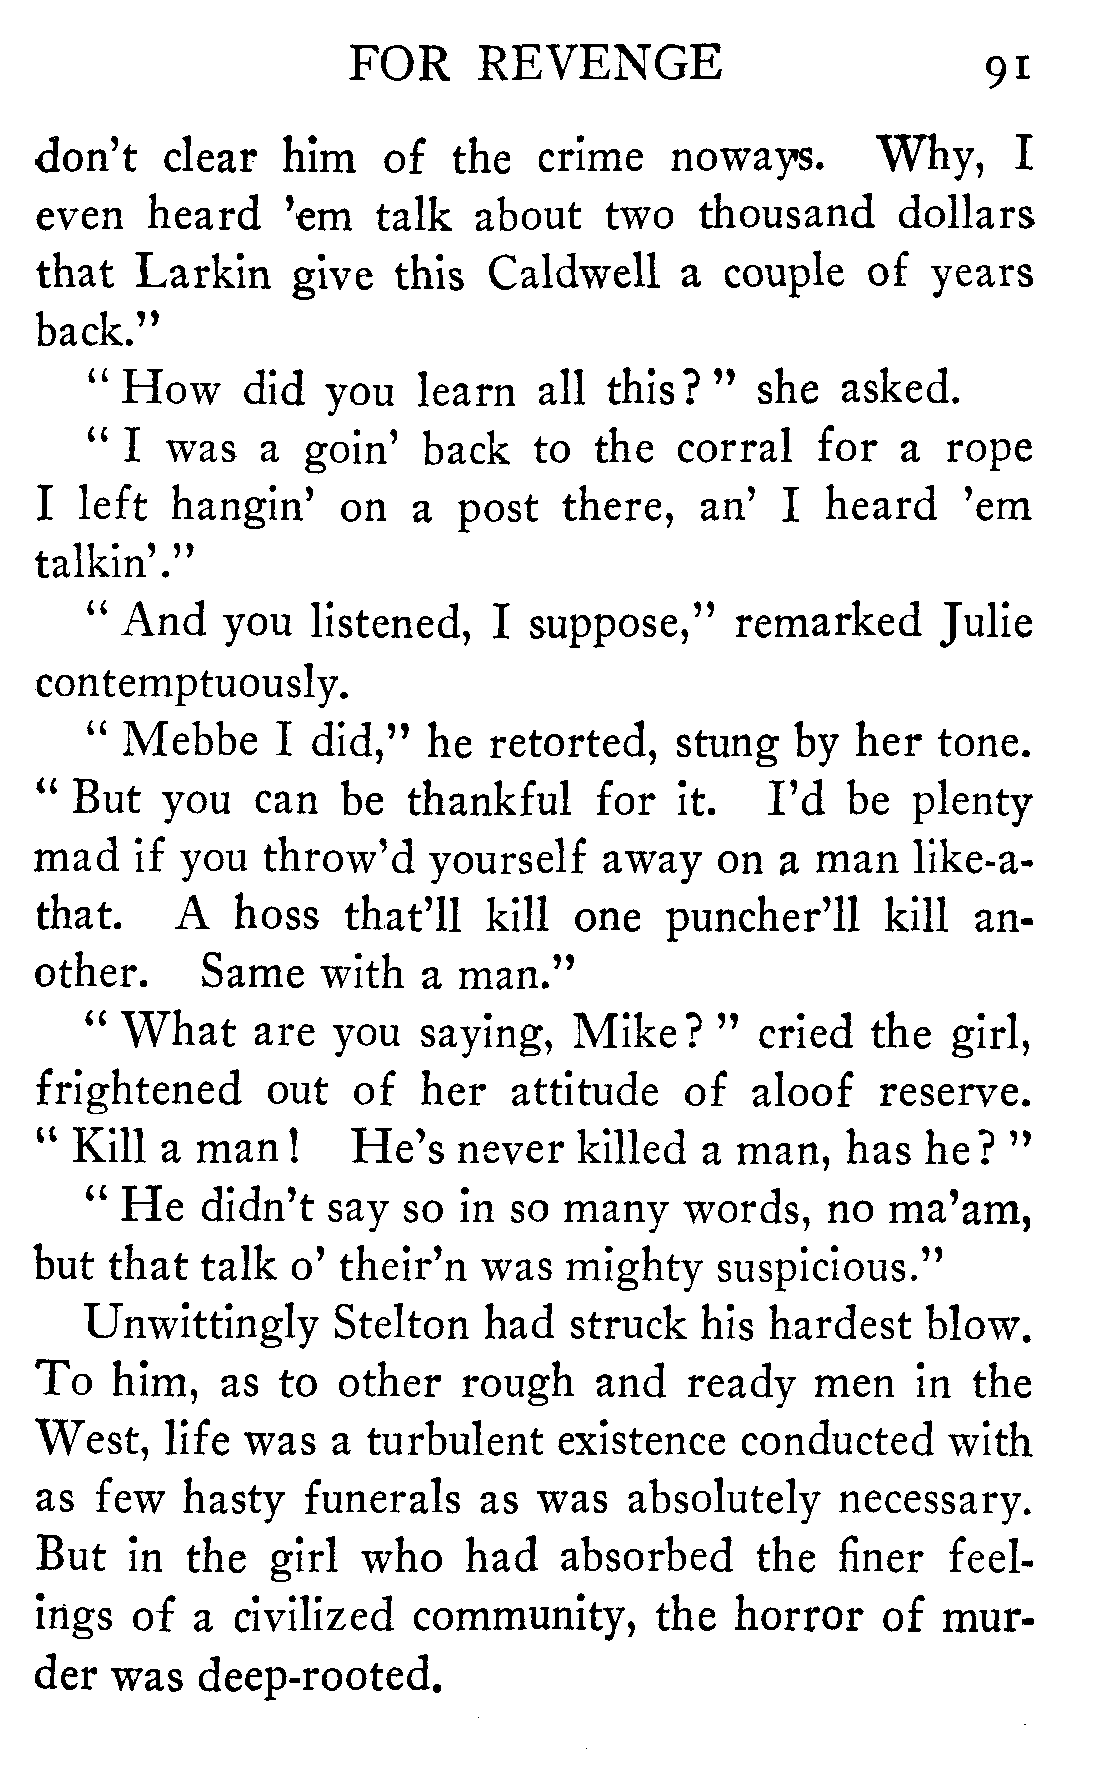 FOR REVENGE 91
don't clear him of the crime noways. Why, I
even heard 'em talk about two thousand dollars
that Larkin give this Caldwell a couple of years
back."
" How did you learn all this? " she asked.
" I was a goin' back to the corral for a rope
I left hangin' on a post there, an' I heard 'em
talkin'."
" And you listened, I suppose," remarked Julie
contemptuously.
" Mebbe I did," he retorted, stung by her tone.
" But you can be thankful for it. I'd be plenty
mad if you throw'd yourself away on a man like-a-
that. A hoss that'll kill one puncher'll kill an-
other. Same with a man."
" What are you saying, Mike? " cried the girl,
frightened out of her attitude of aloof reserve.
" Kill a man! He's never killed a man, has he? "
" He didn't say so in so many words, no ma'am,
but that talk o' their'n was mighty suspicious."
Unwittingly Stelton had struck his hardest blow.
To him, as to other rough and ready men in the
West, life was a turbulent existence conducted with
as few hasty funerals as was absolutely necessary.
But in the girl who had absorbed the finer feel-
ings of a civilized community, the horror of mur-
der was deep-rooted.